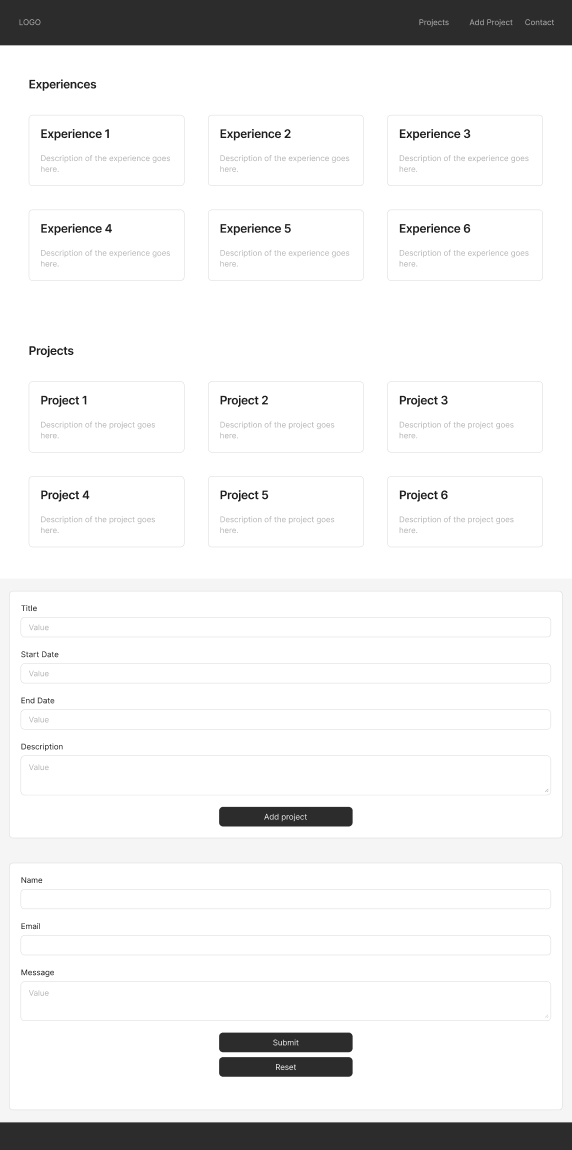 LOGO
Projects Add Project Contact
Experiences
Experience 1
Description of the experience goes
here.
Experience 2
Description of the experience goes
here.
Experience 3
Description of the experience goes
here.
Experience 4
Description of the experience goes
here.
Experience 5
Description of the experience goes
here.
Experience 6
Description of the experience goes
here.
Projects
Project 1
Description of the project goes
here.
Project 2
Description of the project goes
here.
Project 3
Description of the project goes
here.
Project 4
Description of the project goes
here.
Project 5
Description of the project goes
here.
Project 6
Description of the project goes
here.
Title
Value
Start Date
Value
End Date
Value
Description
Value
Add project
Name
Email
Message
Value
Submit
Reset